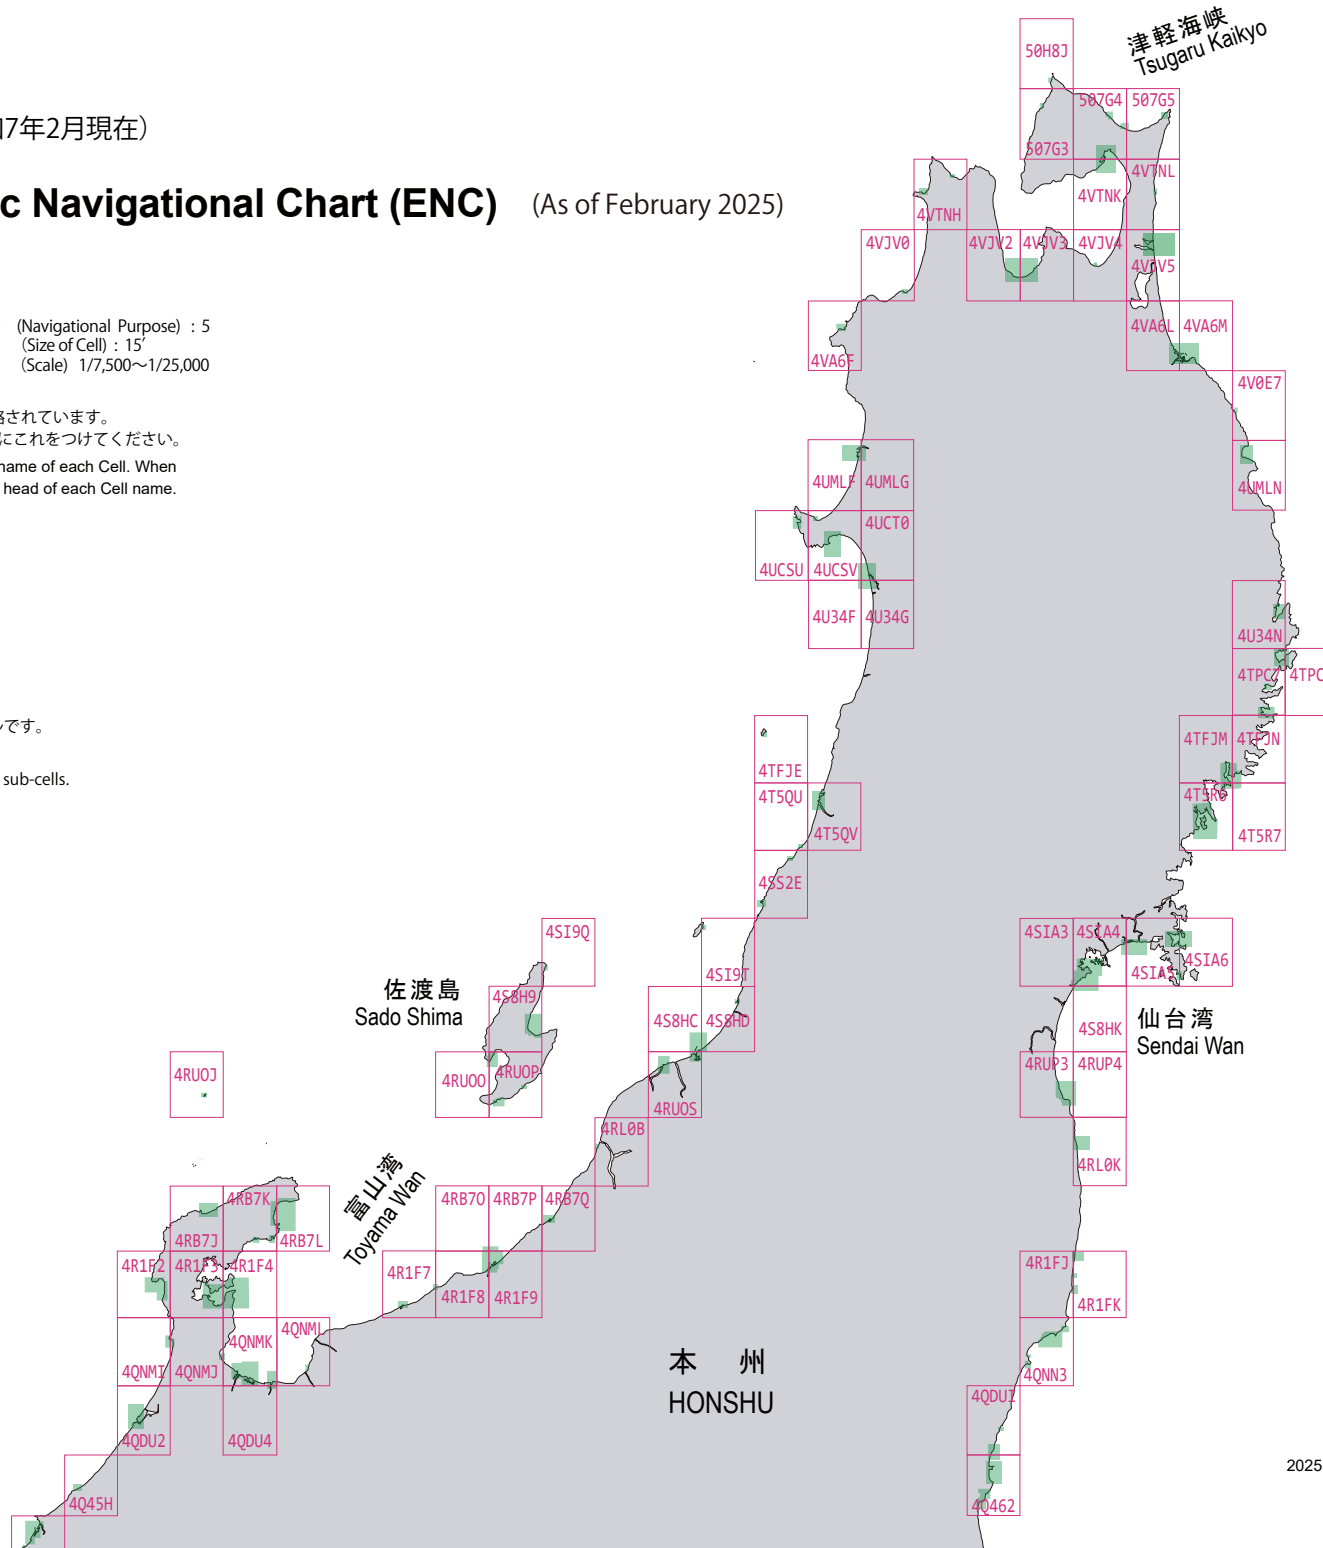 津軽海峡
Tsugaru Kaikyo
7年2月現在）
c Navigational Chart (ENC) (As of February 2025)
(Navigational Purpose) : 5
(Size of Cell) : 15′
(Scale) 1/7,500～1/25,000
されています。
にこれをつけてください。
name of each Cell. When
head of each Cell name.
です。
sub-cells.
50H8J
507G4 507G5
507G3
4VTNL
4VTNK
4VTNH
4VJV0 4VJV2 4VJV3 4VJV4
4VJV5
4VA6L 4VA6M
4VA6F
4V0E7
4UMLF 4UMLG 4UMLN
4UCT0
4UCSU 4UCSV
4U34F 4U34G
4U34N
4TPC7 4TPC
4TFJM 4TFJN
4TFJE
4T5QU 4T5R6
4T5QV 4T5R7
4SS2E
4SI9Q 4SIA3 4SIA4
4SI9T 4SIA5 4SIA6
佐渡島
Sado Shima
4S8H9
4S8HC 4S8HD 4S8HK
仙台湾
Sendai Wan
4RUOJ 4RUOO 4RUOP 4RUP3 4RUP4
4RUOS
4RL0B
4RL0K
富山湾
Toyama Wan
4RB7K 4RB7O 4RB7P 4RB7Q
4RB7J 4RB7L
4R1F2 4R1F3 4R1F4 4R1F7 4R1FJ
4R1F8 4R1F9 4R1FK
4QNML
4QNMK
4QNMI 4QNMJ 4QNN3
本 州
HONSHU
4QDUI
4QDU2 4QDU4
2025
4Q45H 4Q462